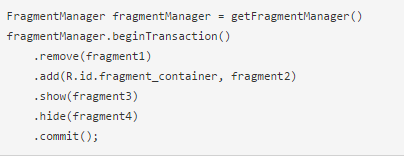 FragmentManager fragmentManager = getFragmentManager()
fragmentManager.beginTransaction()
    .remove(fragment1)
    .add(R.id.fragment_container, fragment2)
    .show(fragment3)
    .hide(fragment4)
    .commit();